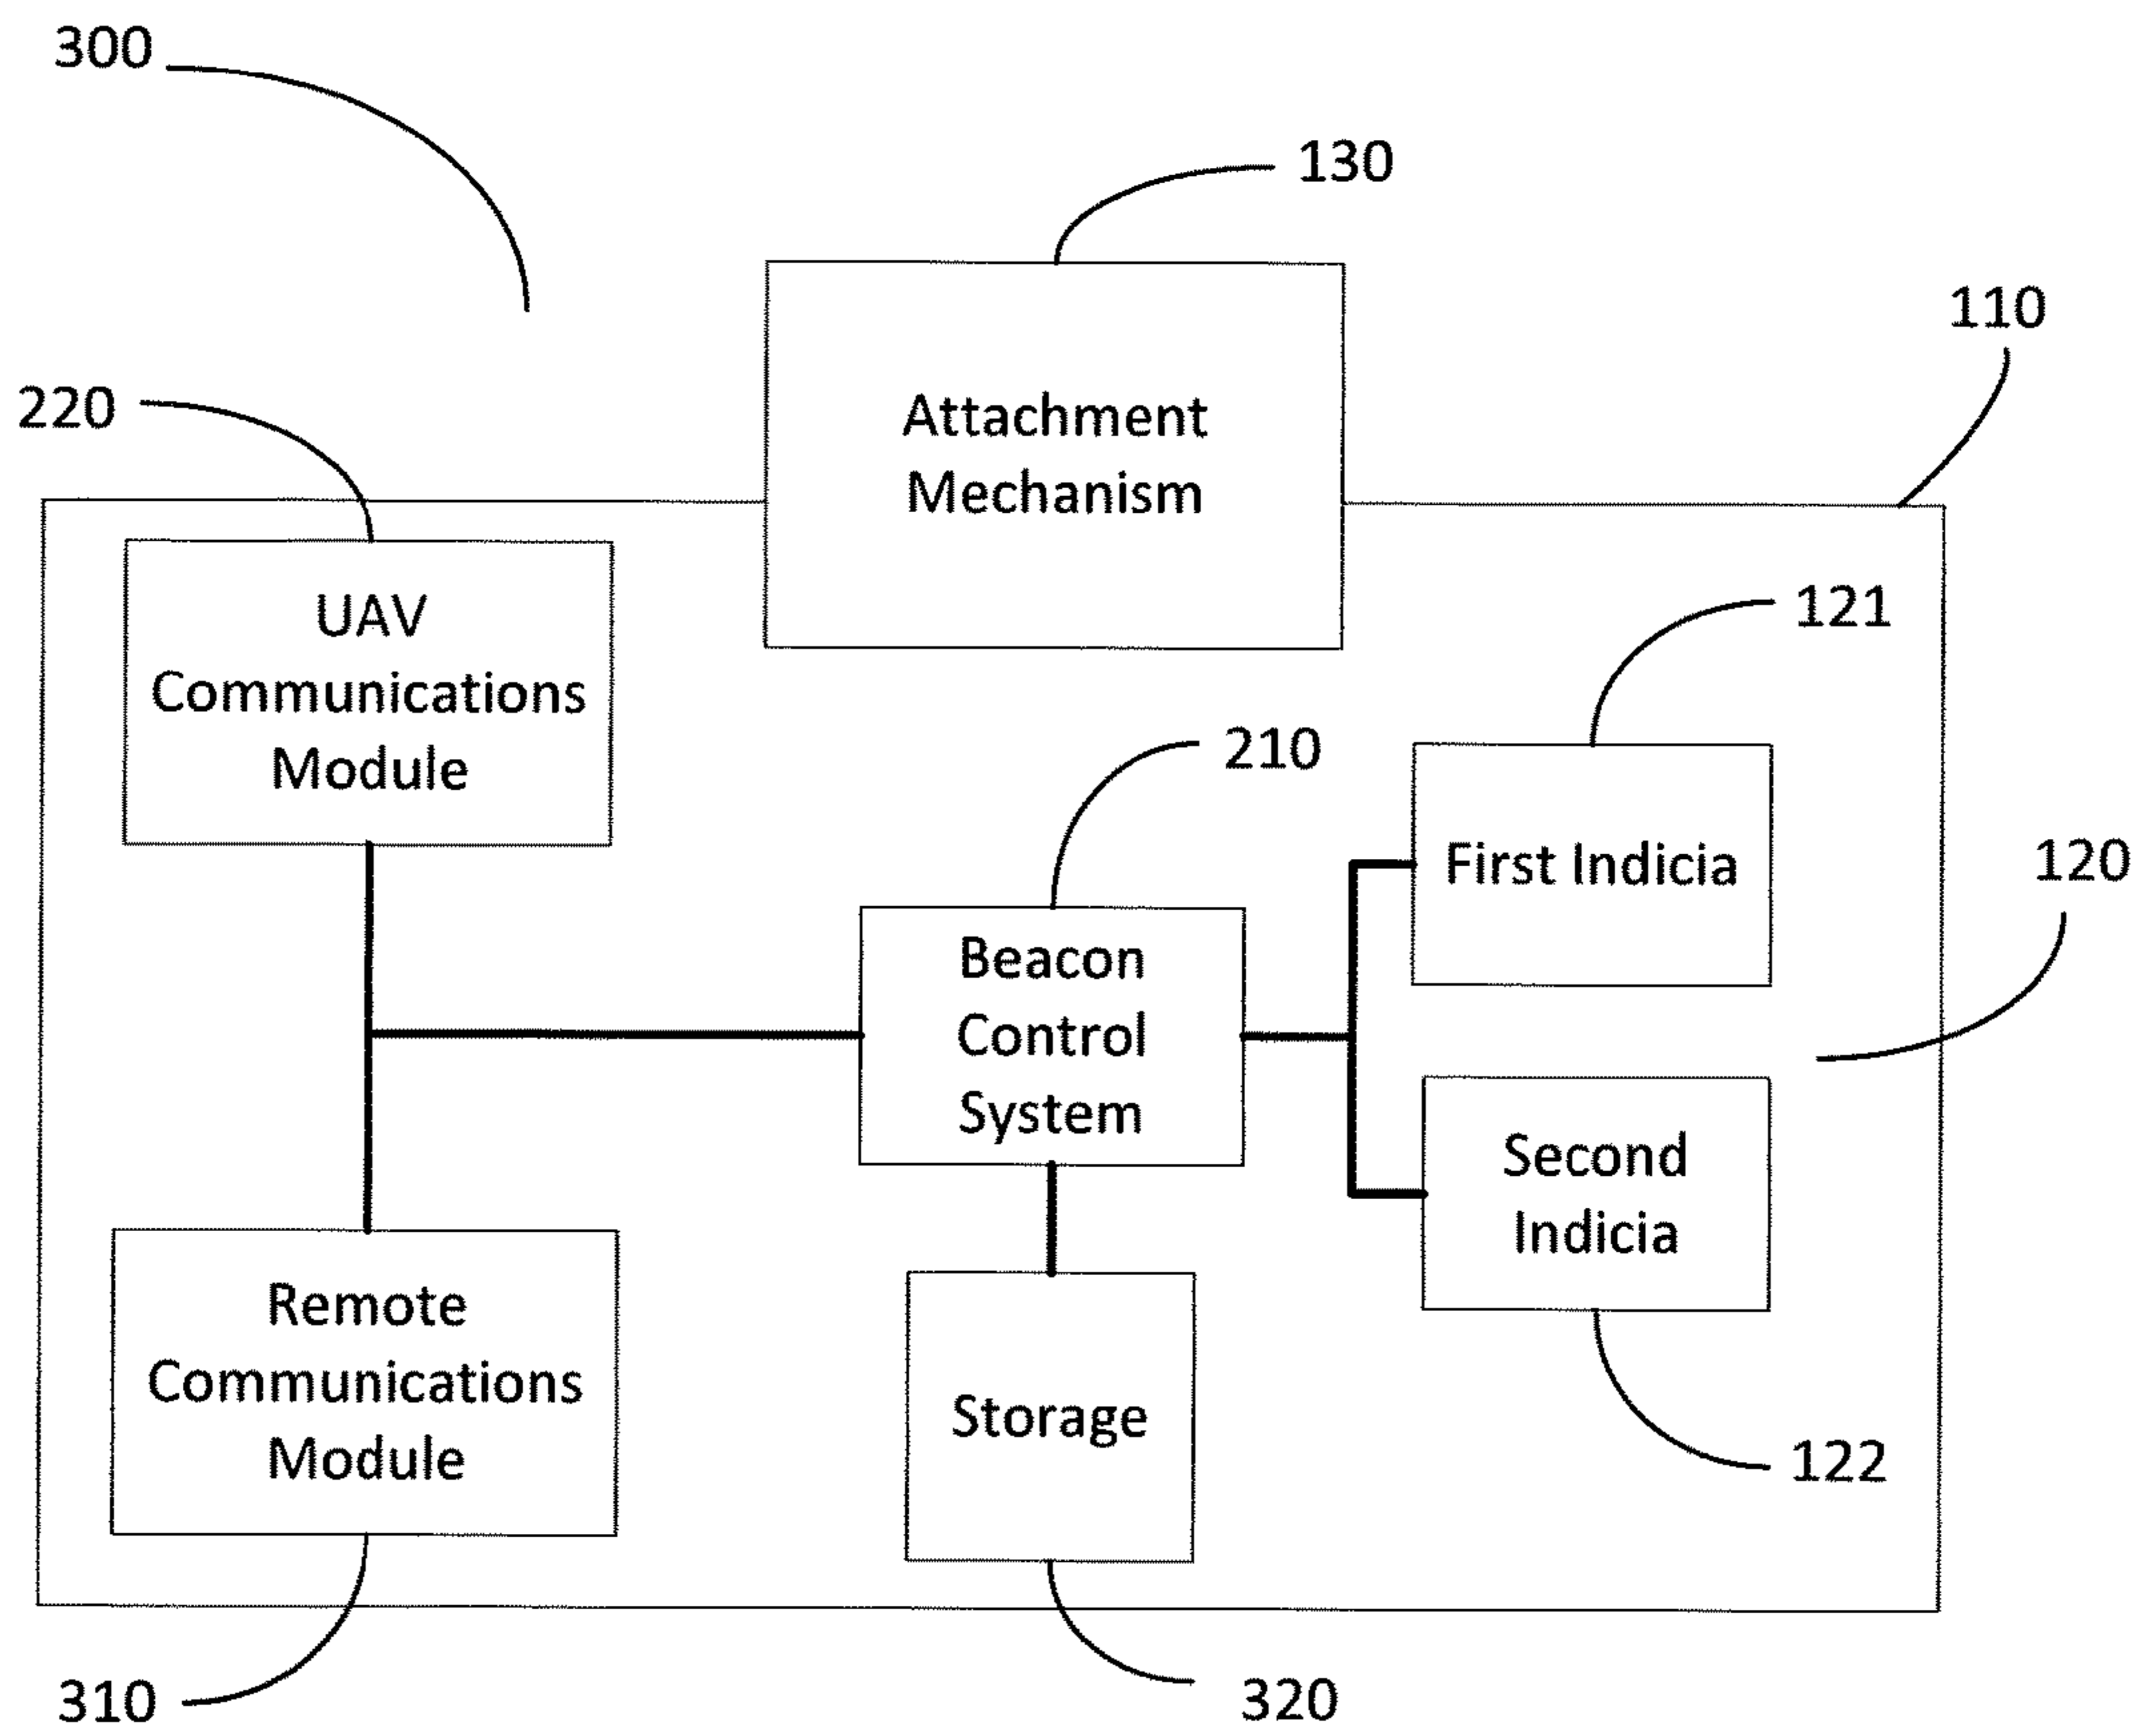 300
130
110
220
Attachment
Mechanism
UAV
Communications
Module
121
210
First Indicia
120
Beacon
Control
System
Second
Indicia
Remote
Communications
Module
Storage
122
310
320